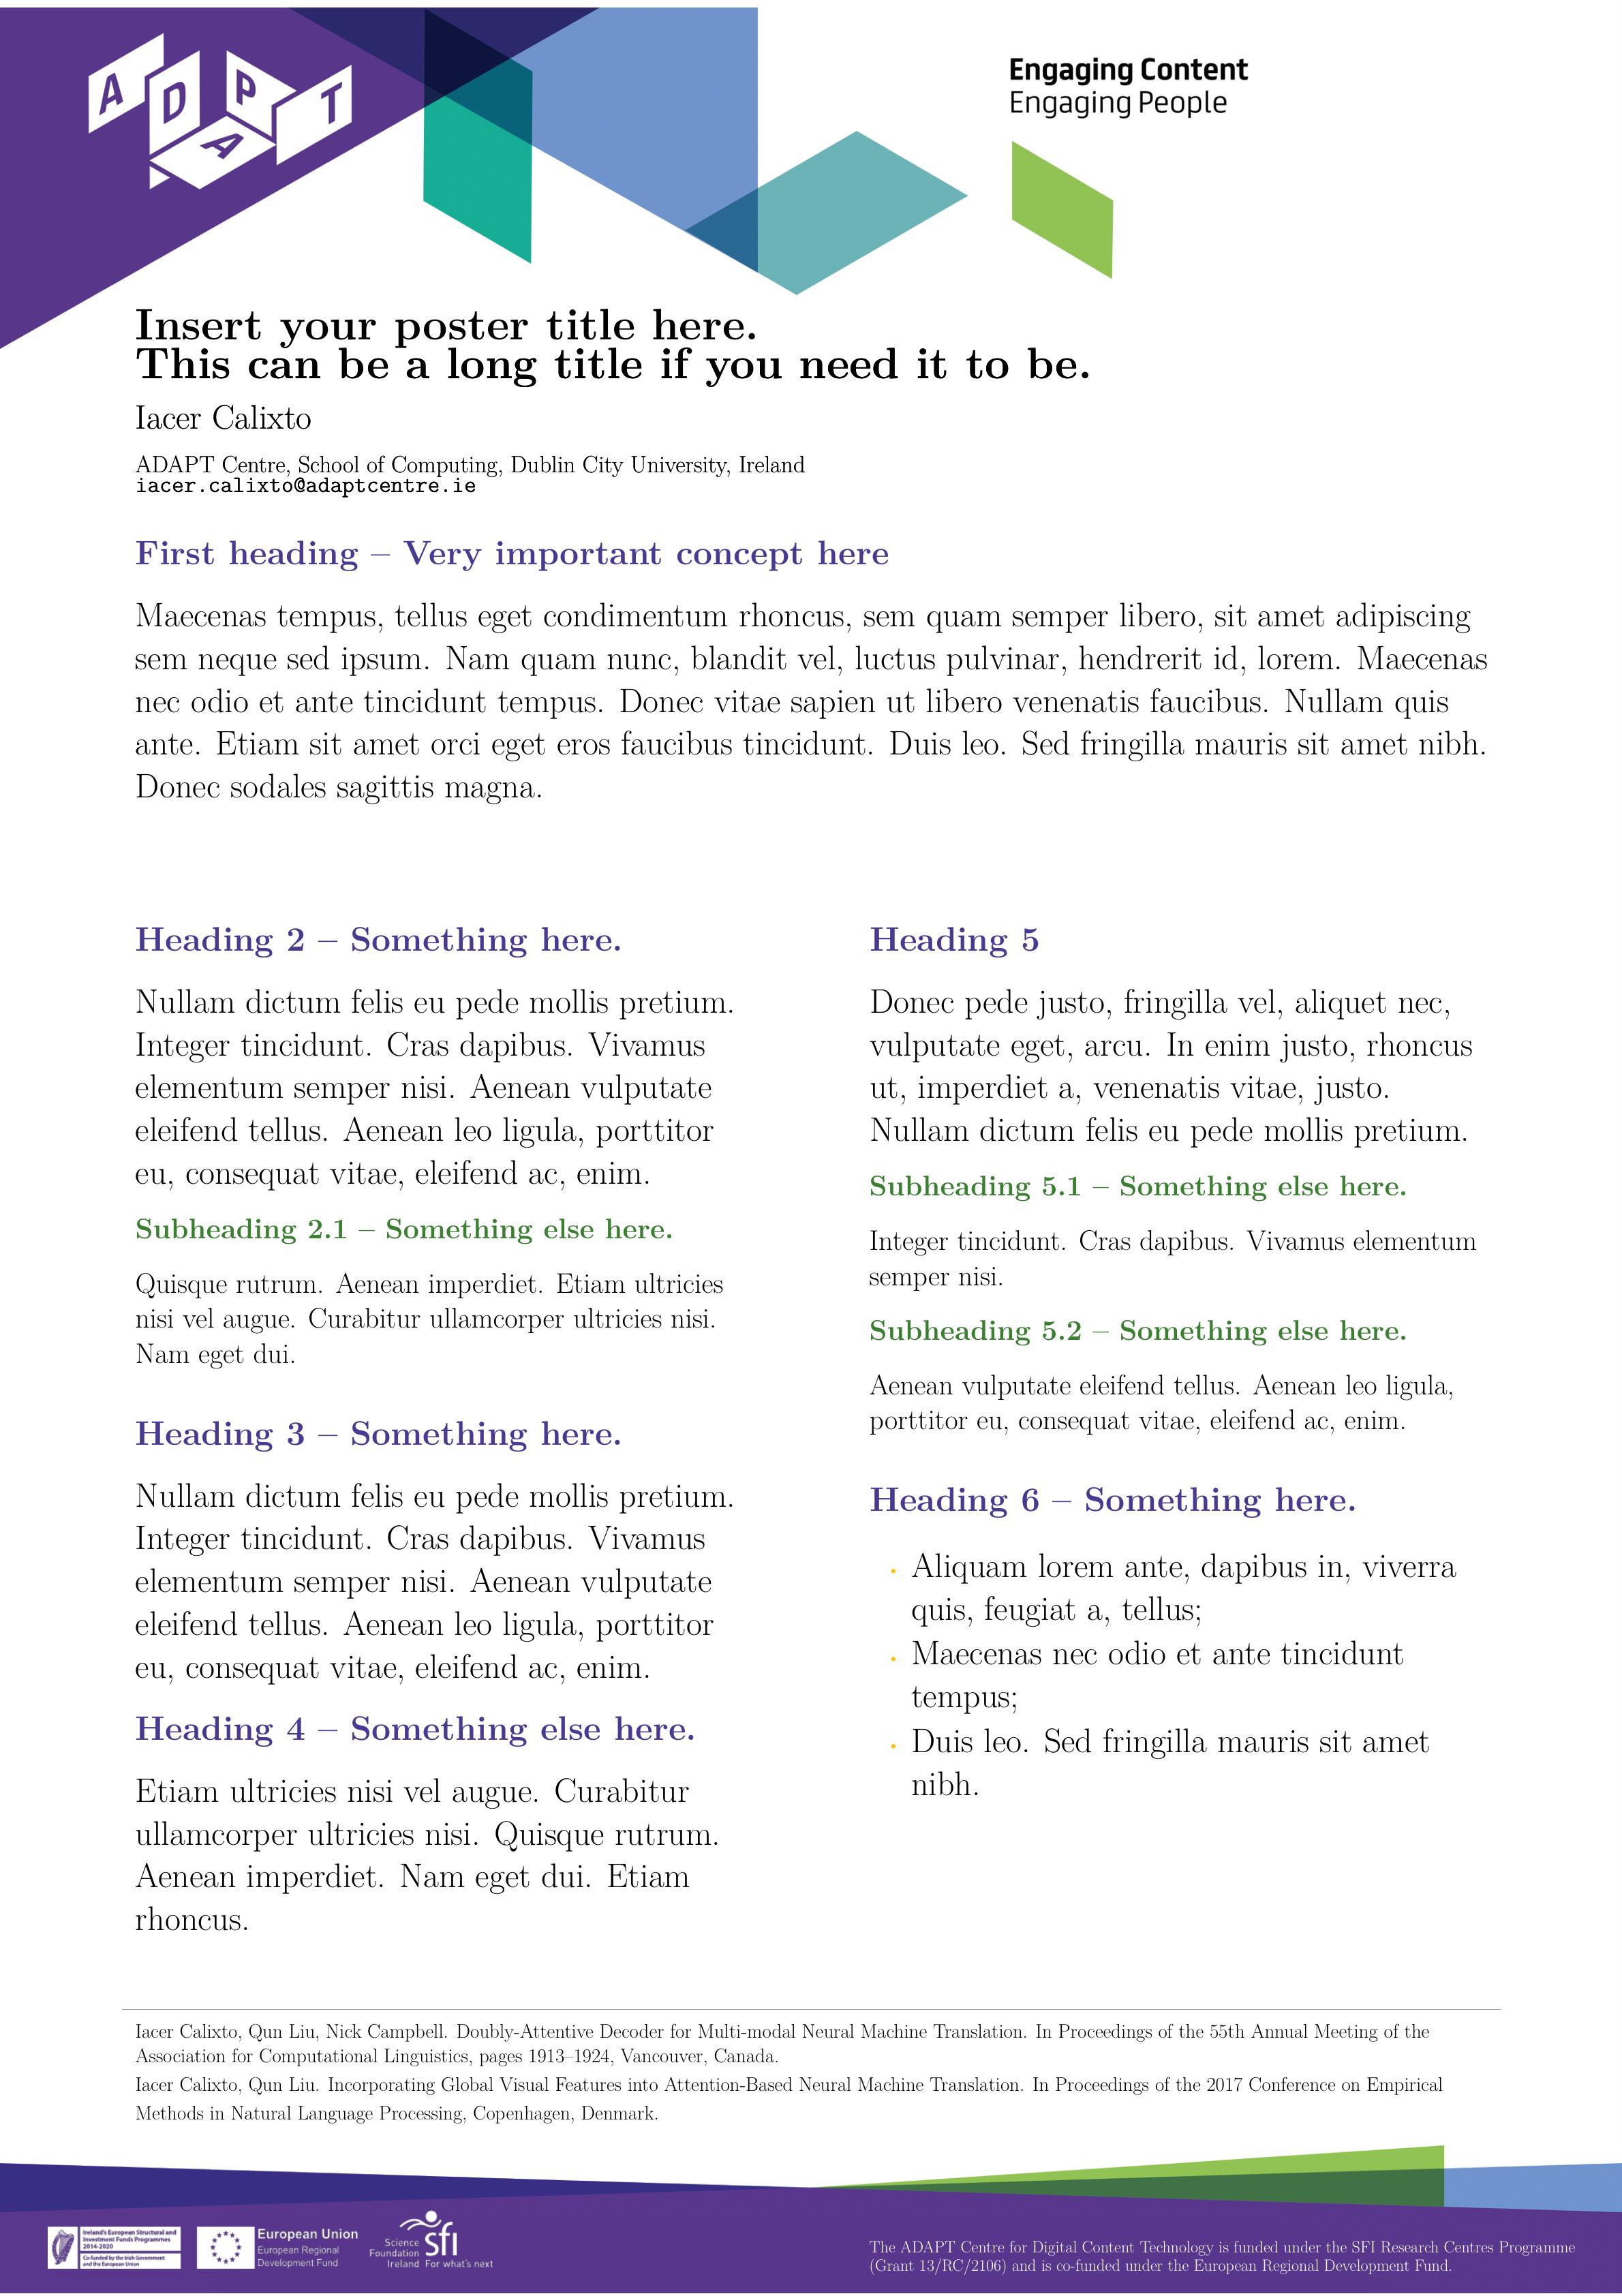 ADAPT
Engaging Content
Engaging People
Insert your poster title here.
This can be a long title if you need it to be.
Iacer Calixto
ADAPT Centre, School of Computing, Dublin City University, Ireland
iacer.calixto@adaptcentre.ie
First heading – Very important concept here
Maecenas tempus, tellus eget condimentum rhoncus, sem quam semper libero, sit amet adipiscing
sem neque sed ipsum. Nam quam nunc, blandit vel, luctus pulvinar, hendrerit id, lorem. Maecenas
nec odio et ante tincidunt tempus. Donec vitae sapien ut libero venenatis faucibus. Nullam quis
ante. Etiam sit amet orci eget eros faucibus tincidunt. Duis leo. Sed fringilla mauris sit amet nibh.
Donec sodales sagittis magna.
Heading 2 – Something here.
Nullam dictum felis eu pede mollis pretium.
Integer tincidunt. Cras dapibus. Vivamus
elementum semper nisi. Aenean vulputate
eleifend tellus. Aenean leo ligula, porttitor
eu, consequat vitae, eleifend ac, enim.
Subheading 2.1 – Something else here.
Quisque rutrum. Aenean imperdiet. Etiam ultricies
nisi vel augue. Curabitur ullamcorper ultricies nisi.
Nam eget dui.
Heading 3 – Something here.
Nullam dictum felis eu pede mollis pretium.
Integer tincidunt. Cras dapibus. Vivamus
elementum semper nisi. Aenean vulputate
eleifend tellus. Aenean leo ligula, porttitor
eu, consequat vitae, eleifend ac, enim.
Heading 4 – Something else here.
Etiam ultricies nisi vel augue. Curabitur
ullamcorper ultricies nisi. Quisque rutrum.
Aenean imperdiet. Nam eget dui. Etiam
rhoncus.
Heading 5
Donec pede justo, fringilla vel, aliquet nec,
vulputate eget, arcu. In enim justo, rhoncus
ut, imperdiet a, venenatis vitae, justo.
Nullam dictum felis eu pede mollis pretium.
Subheading 5.1 – Something else here.
Integer tincidunt. Cras dapibus. Vivamus elementum
semper nisi.
Subheading 5.2 – Something else here.
Aenean vulputate eleifend tellus. Aenean leo ligula,
porttitor eu, consequat vitae, eleifend ac, enim.
Heading 6 – Something here.
• Aliquam lorem ante, dapibus in, viverra
quis, feugiat a, tellus;
• Maecenas nec odio et ante tincidunt
tempus;
• Duis leo. Sed fringilla mauris sit amet
nibh.
Iacer Calixto, Qun Liu, Nick Campbell. Doubly-Attentive Decoder for Multi-modal Neural Machine Translation. In Proceedings of the 55th Annual Meeting of the
Association for Computational Linguistics, pages 1913–1924, Vancouver, Canada.
Iacer Calixto, Qun Liu. Incorporating Global Visual Features into Attention-Based Neural Machine Translation. In Proceedings of the 2017 Conference on Empirical
Methods in Natural Language Processing, Copenhagen, Denmark.
Ireland's European Structural and
Investment Funds Programmes
2014-2020
Co-funded by the Irish Government
and the European Union
European Union
European Regional
Development Fund
Science
Foundation
Ireland
sfi
For what's next
The ADAPT Centre for Digital Content Technology is funded under the SFI Research Centres Programme
(Grant 13/RC/2106) and is co-funded under the European Regional Development Fund.